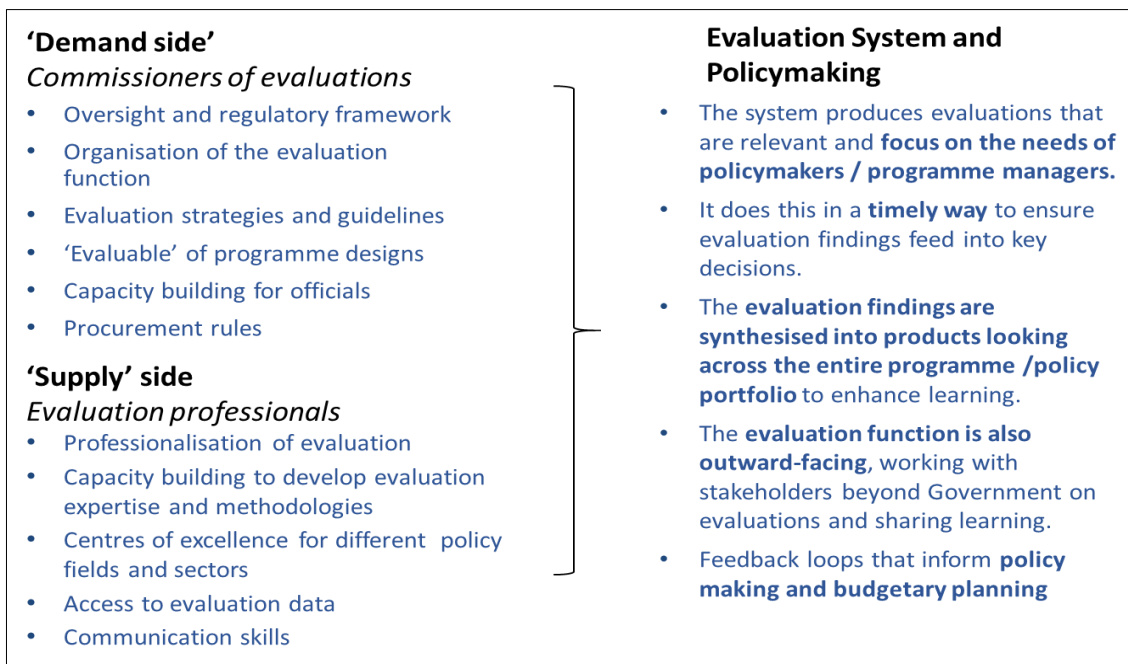 ‘Demand side’
Commissioners of evaluations
• Oversight and regulatory framework
• Organisation of the evaluation
function
• Evaluation strategies and guidelines
• ‘Evaluable’ of programme designs
• Capacity building for officials
• Procurement rules
‘Supply’ side
Evaluation professionals
• Professionalisation of evaluation
• Capacity building to develop evaluation
expertise and methodologies
• Centres of excellence for different policy
fields and sectors
• Access to evaluation data
• Communication skills
Evaluation System and
Policymaking
• The system produces evaluations that
are relevant and focus on the needs of
policymakers / programme managers.
• It does this in a timely way to ensure
evaluation findings feed into key
decisions.
• The evaluation findings are
synthesised into products looking
across the entire programme /policy
portfolio to enhance learning.
• The evaluation function is also
outward-facing, working with
stakeholders beyond Government on
evaluations and sharing learning.
• Feedback loops that inform policy
making and budgetary planning